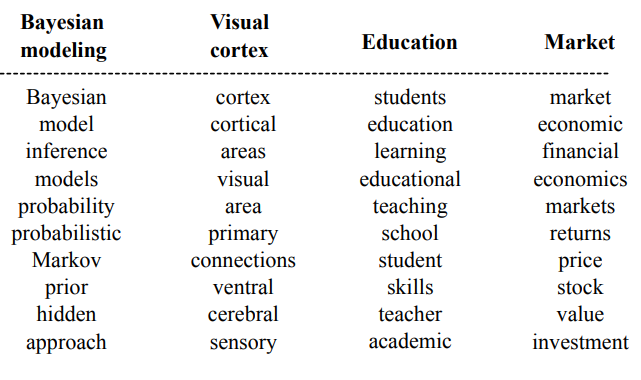 Bayesian modeling Visual cortex Education Market
Bayesian cortex students market
model cortical education economic
inference areas learning financial
models visual educational economics
probability area teaching markets
probabilistic primary school returns
Markov connections student price
prior ventral skills stock
hidden cerebral teacher value
approach sensory academic investment